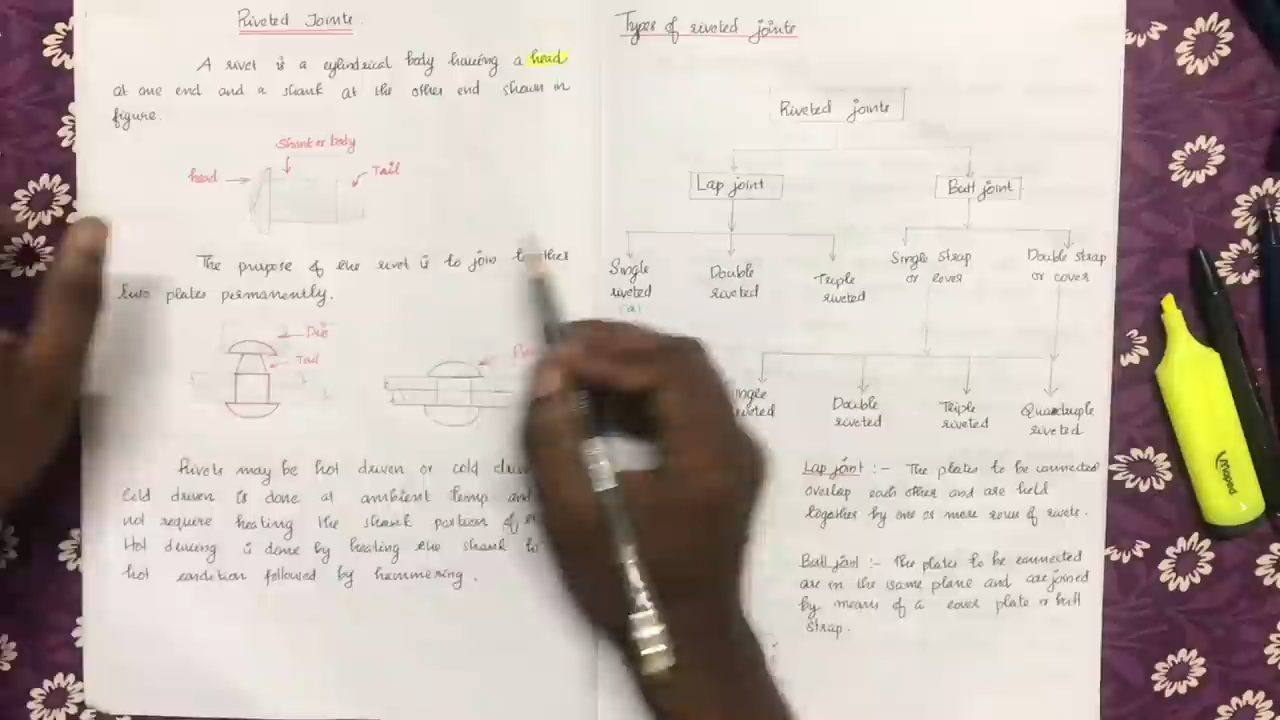 Riveted Joints.
A rivet is a cylindrical body having a head
at one end and a shank at the other end shown in
figure.
Shank or body
head
Tail
The purpose of the rivet is to join
two plates permanently.
Die
Tail
Rivets may be hot driven or cold
Cold driven is done at ambient temp and
not require heating the shank portion of
Hot driving is done by heating the shank to
hot condition followed by hammering.
Types of riveted joints
Riveted joints
Lap joint
Butt joint
Single
riveted
(a)
Double
riveted
Triple
riveted
Single strap
or cover
Double strap
or cover
Double
riveted
Triple
riveted
Quadruple
riveted
Lap joint :- The plates to be connected
overlap each other and are held
together by one or more rows of rivets.
Butt joint :- The plates to be connected
are in the same plane and are joined
by means of a cover plate or butt
strap.
Maped